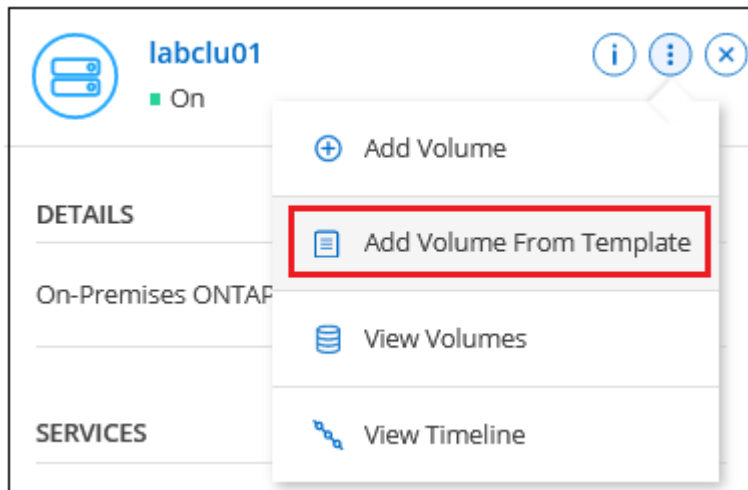 labclu01
On
Add Volume
DETAILS
Add Volume From Template
On-Premises ONTAP
View Volumes
SERVICES
View Timeline